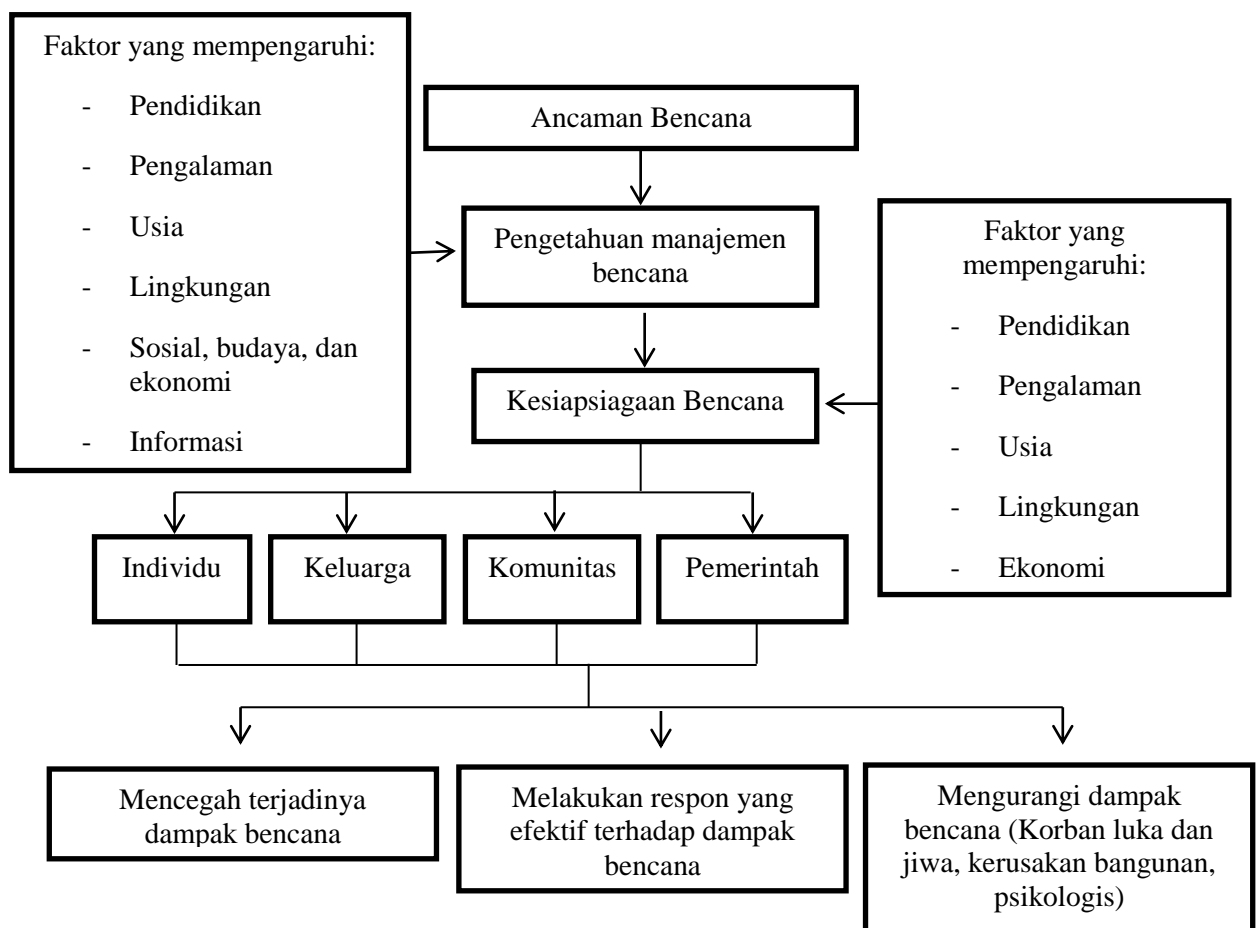 Faktor yang mempengaruhi:
- Pendidikan
- Pengalaman
- Usia
- Lingkungan
- Sosial, budaya, dan
ekonomi
- Informasi
Ancaman Bencana
Pengetahuan manajemen
bencana
Kesiapsiagaan Bencana
Faktor yang
mempengaruhi:
- Pendidikan
- Pengalaman
- Usia
- Lingkungan
- Ekonomi
Individu
Keluarga
Komunitas
Pemerintah
Mencegah terjadinya
dampak bencana
Melakukan respon yang
efektif terhadap dampak
bencana
Mengurangi dampak
bencana (Korban luka dan
jiwa, kerusakan bangunan,
psikologis)